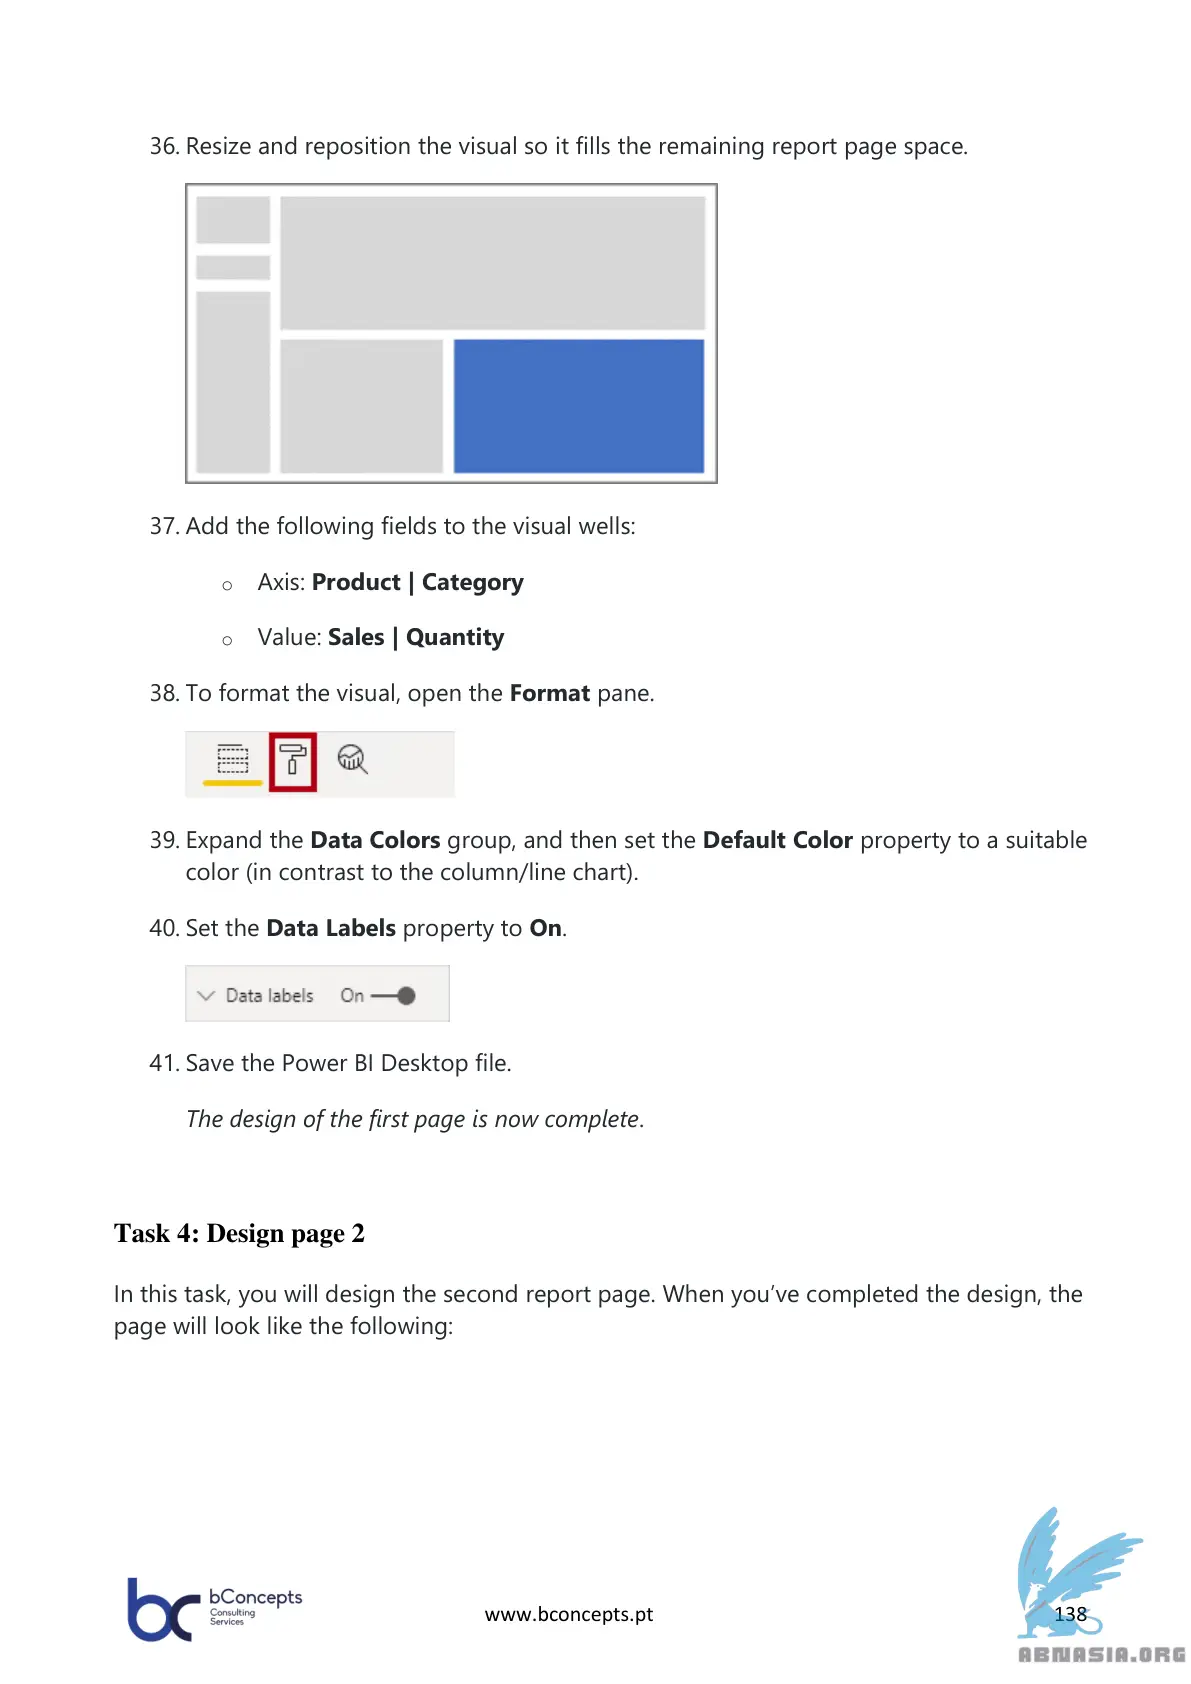 36. Resize and reposition the visual so it fills the remaining report page space.
37. Add the following fields to the visual wells:
o Axis: Product | Category
o Value: Sales | Quantity
38. To format the visual, open the Format pane.
39. Expand the Data Colors group, and then set the Default Color property to a suitable
color (in contrast to the column/line chart).
40. Set the Data Labels property to On.
Data labels On
41. Save the Power BI Desktop file.
The design of the first page is now complete.
Task 4: Design page 2
In this task, you will design the second report page. When you’ve completed the design, the
page will look like the following:
bc bConcepts
Consulting
Services
www.bconcepts.pt
138
ABNASIA.ORG